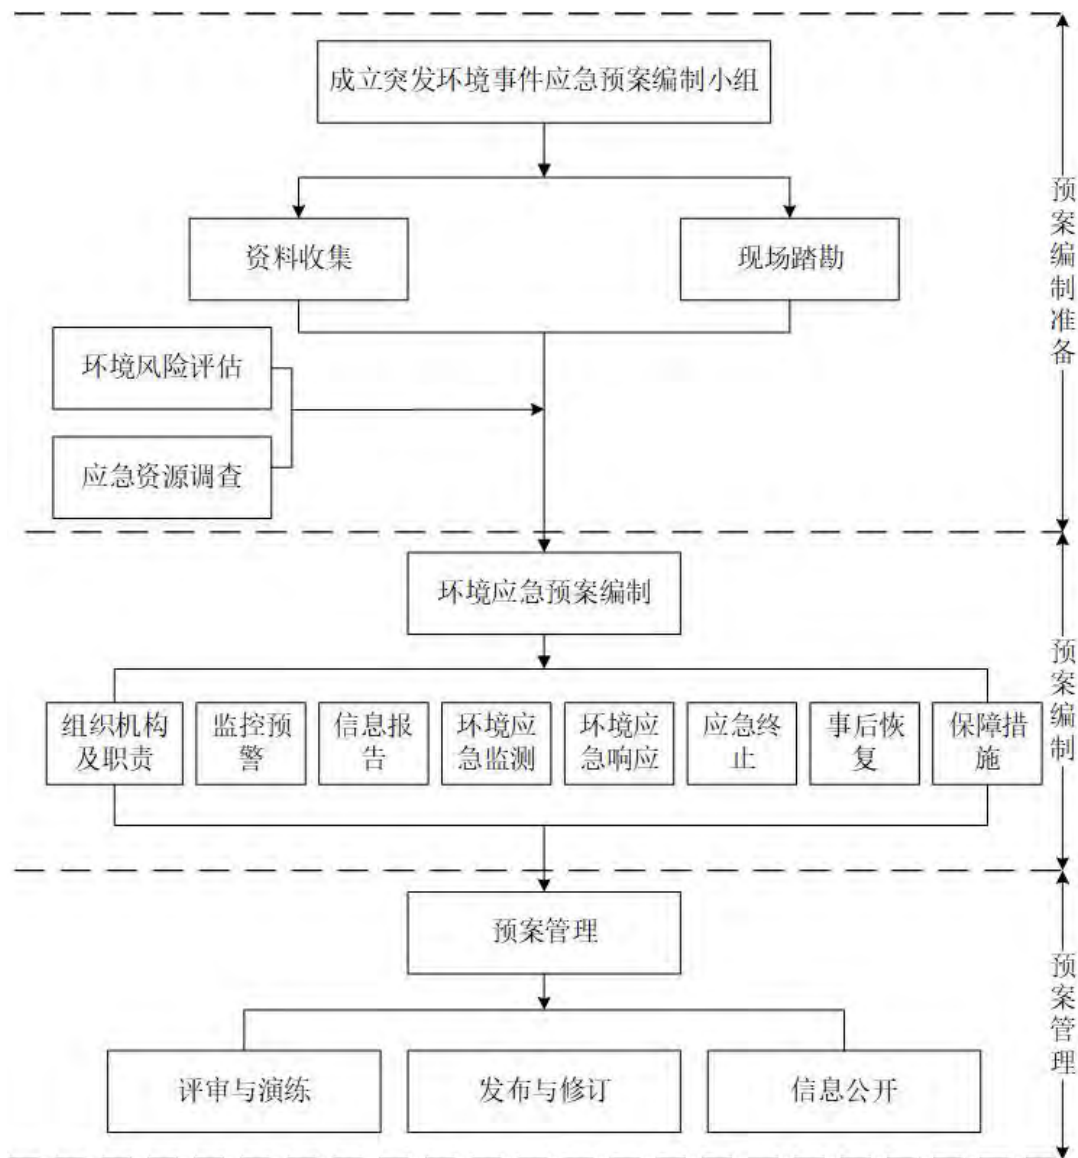 成立突发环境事件应急预案编制小组
资料收集
现场踏勘
环境风险评估
应急资源调查
预案编制准备
环境应急预案编制
组织机构
及职责
监控预
警
信息报
告
环境应
急监测
环境应
急响应
应急终
止
事后恢
复
保障措
施
预案编制
预案管理
评审与演练
发布与修订
信息公开
预案管理